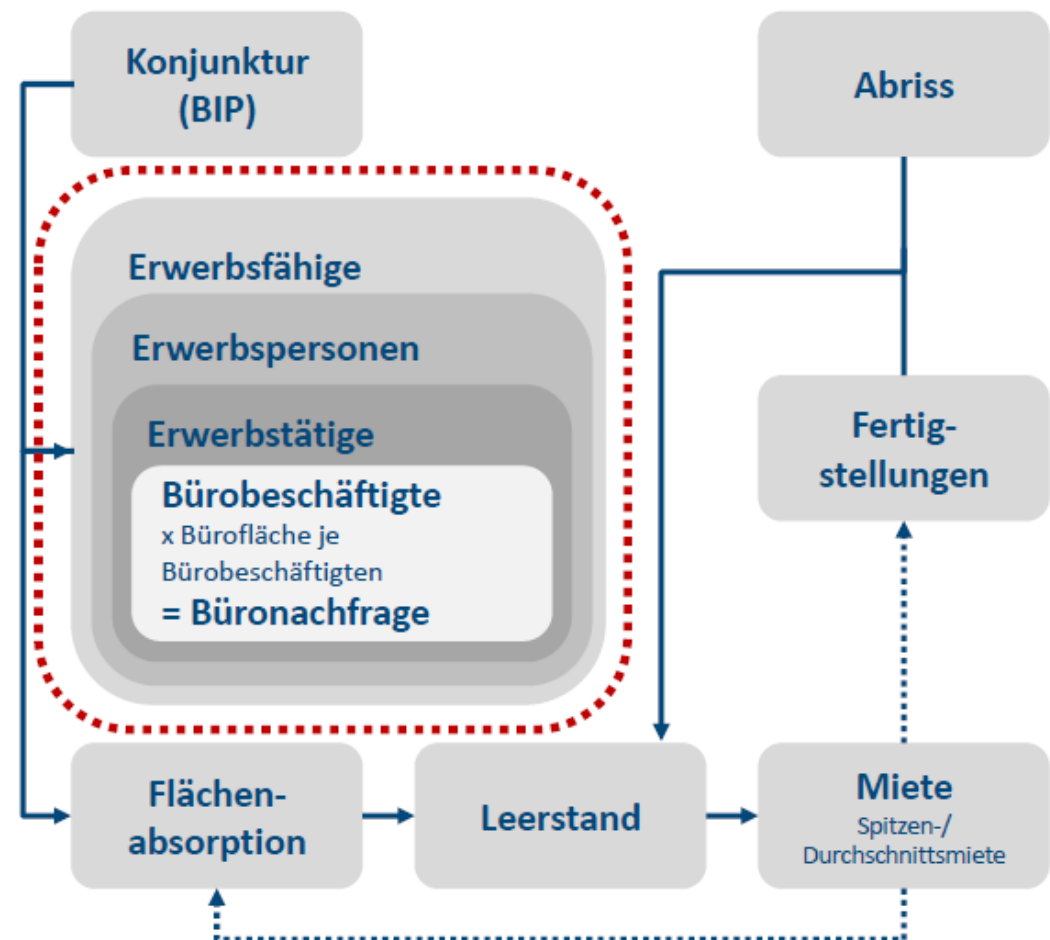 Konjunktur
(BIP)
Abriss
Erwerbsfähige
Erwerbspersonen
Erwerbstätige
Bürobeschäftigte
x Bürofläche je
Bürobeschäftigten
= Büronachfrage
Fertig-
stellungen
Flächen-
absorption
Leerstand
Miete
Spitzen-/
Durchschnittsmiete